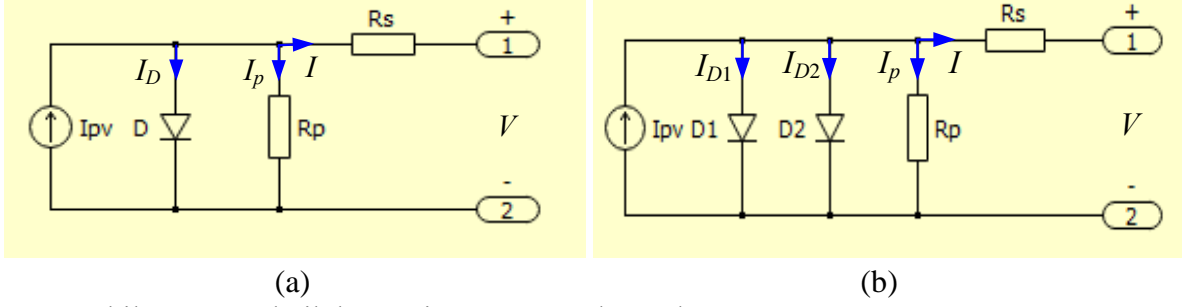 Rs + 1
I_D I_p I
Ipv D Rp V
- 2
(a)
Rs + 1
I_D1 I_D2 I_p I
Ipv D1 D2 Rp V
- 2
(b)